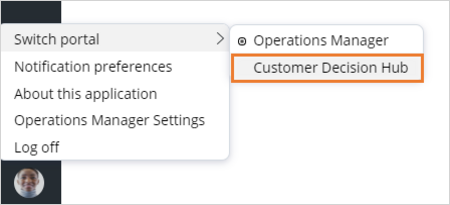 Switch portal
Notification preferences
About this application
Operations Manager Settings
Log off
Operations Manager
Customer Decision Hub